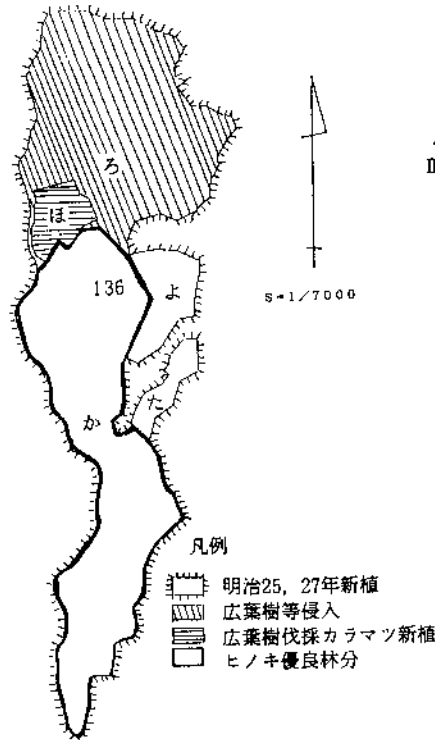 ろ
ほ
136
よ
た
か
S=1/7000
凡例
明治25,27年新植
広葉樹等侵入
広葉樹伐採カラマツ新植
ヒノキ優良林分